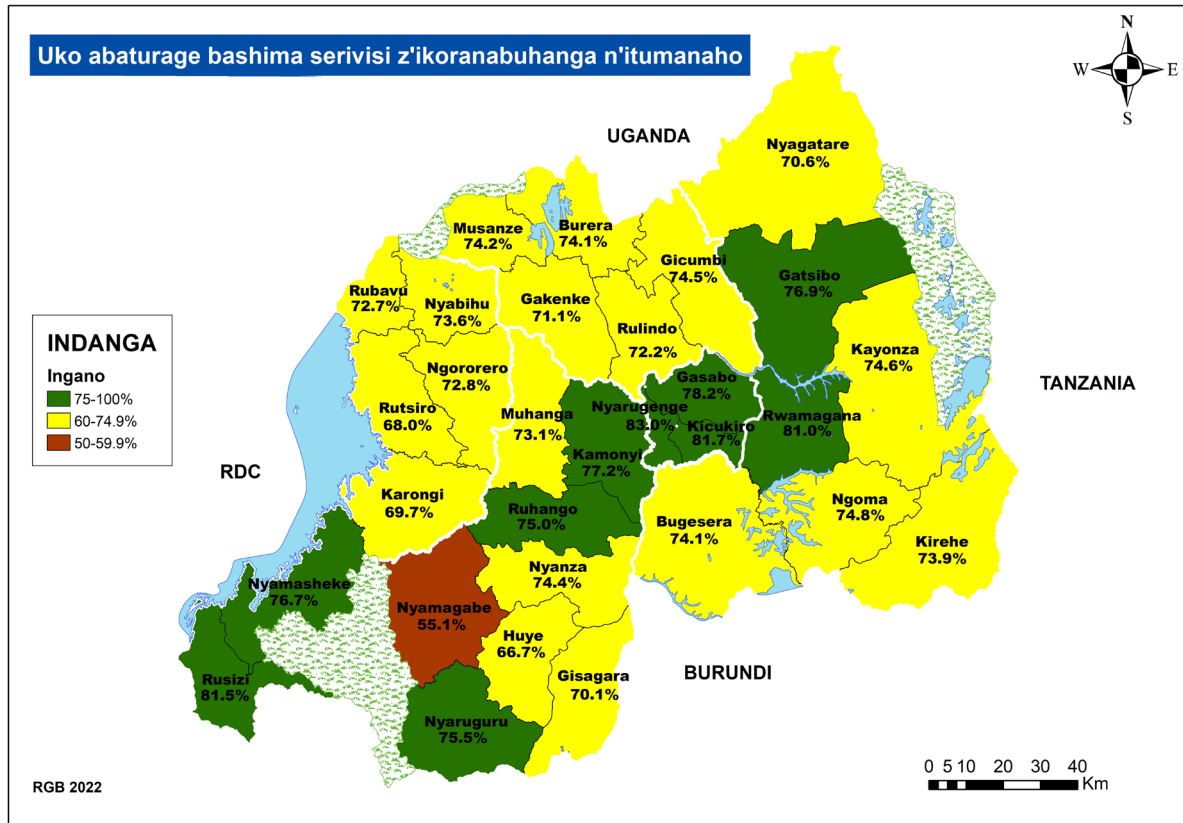 Uko abaturage bashima serivisi z'ikoranabuhanga n'itumanaho
N
W E
S
UGANDA
Nyagatare
70.6%
Musanze
74.2%
Burera
74.1%
Gicumbi
74.5%
Gatsibo
76.9%
Rubavu
72.7%
Nyabihu
73.6%
Gakenke
71.1%
Rulindo
72.2%
Kayonza
74.6%
INDANGA
Ingano
75-100%
60-74.9%
50-59.9%
Ngororero
72.8%
Rutsiro
68.0%
Muhanga
73.1%
Gasabo
78.2%
Nyarugenge
83.0%
Kicukiro
81.7%
Rwamagana
81.0%
TANZANIA
Kamonyi
77.2%
RDC
Karongi
69.7%
Ruhango
75.0%
Bugesera
74.1%
Ngoma
74.8%
Kirehe
73.9%
Nyanza
74.4%
Nyamasheke
76.7%
Nyamagabe
55.1%
Huye
66.7%
Gisagara
70.1%
BURUNDI
Rusizi
81.5%
Nyaruguru
75.5%
0 5 10 20 30 40
Km
RGB 2022